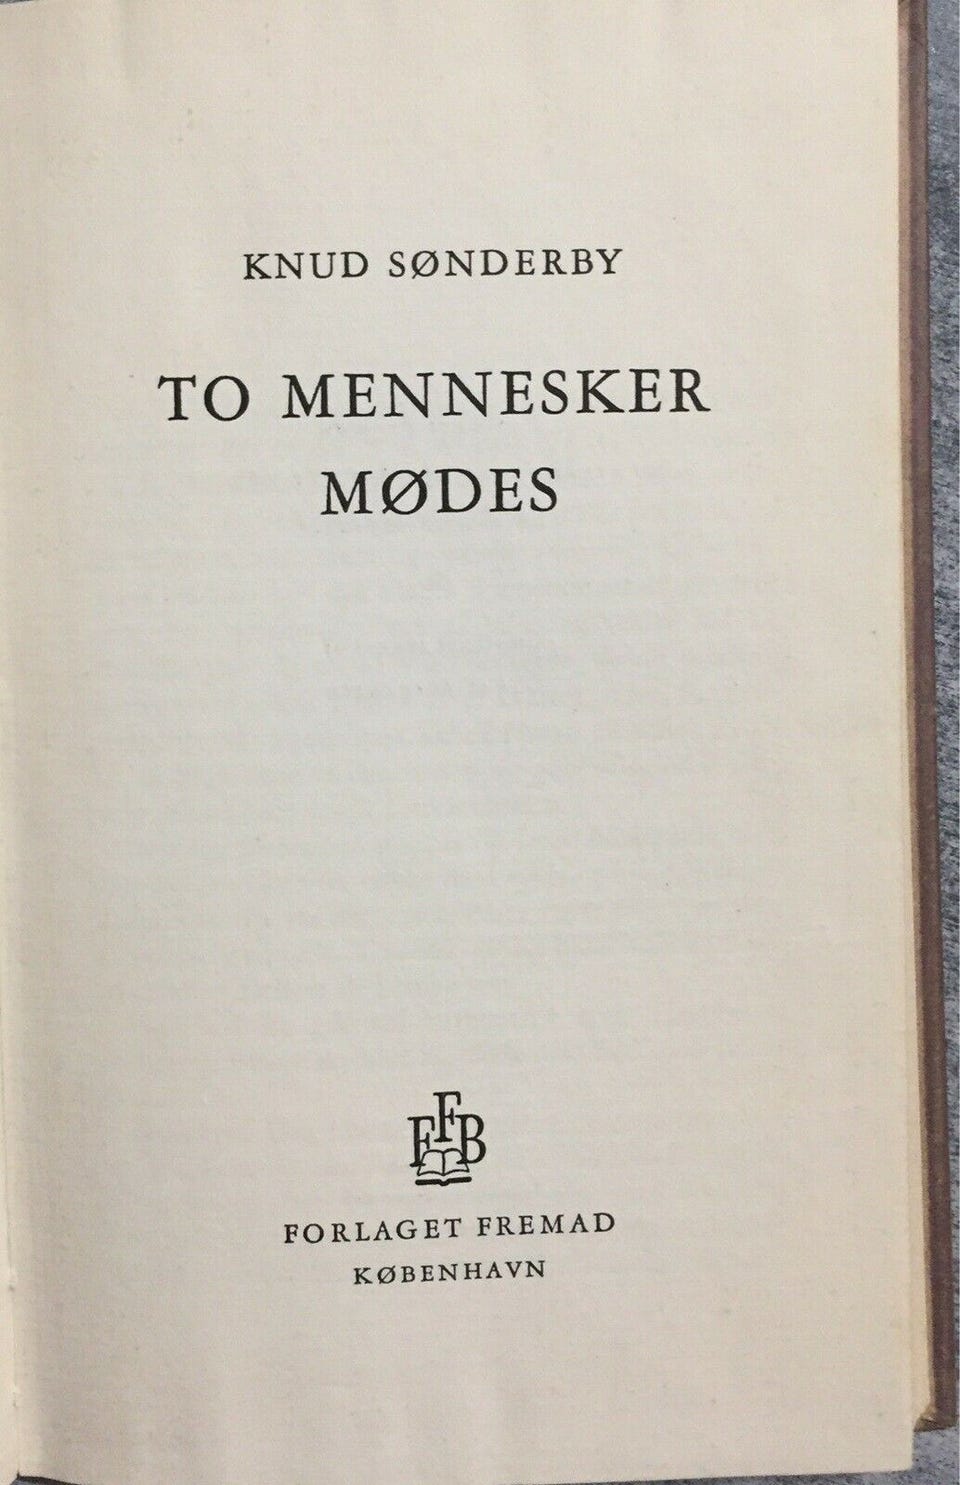 KNUD SØNDERBY
TO MENNESKER
MØDES
FFB
FORLAGET FREMAD
KØBENHAVN